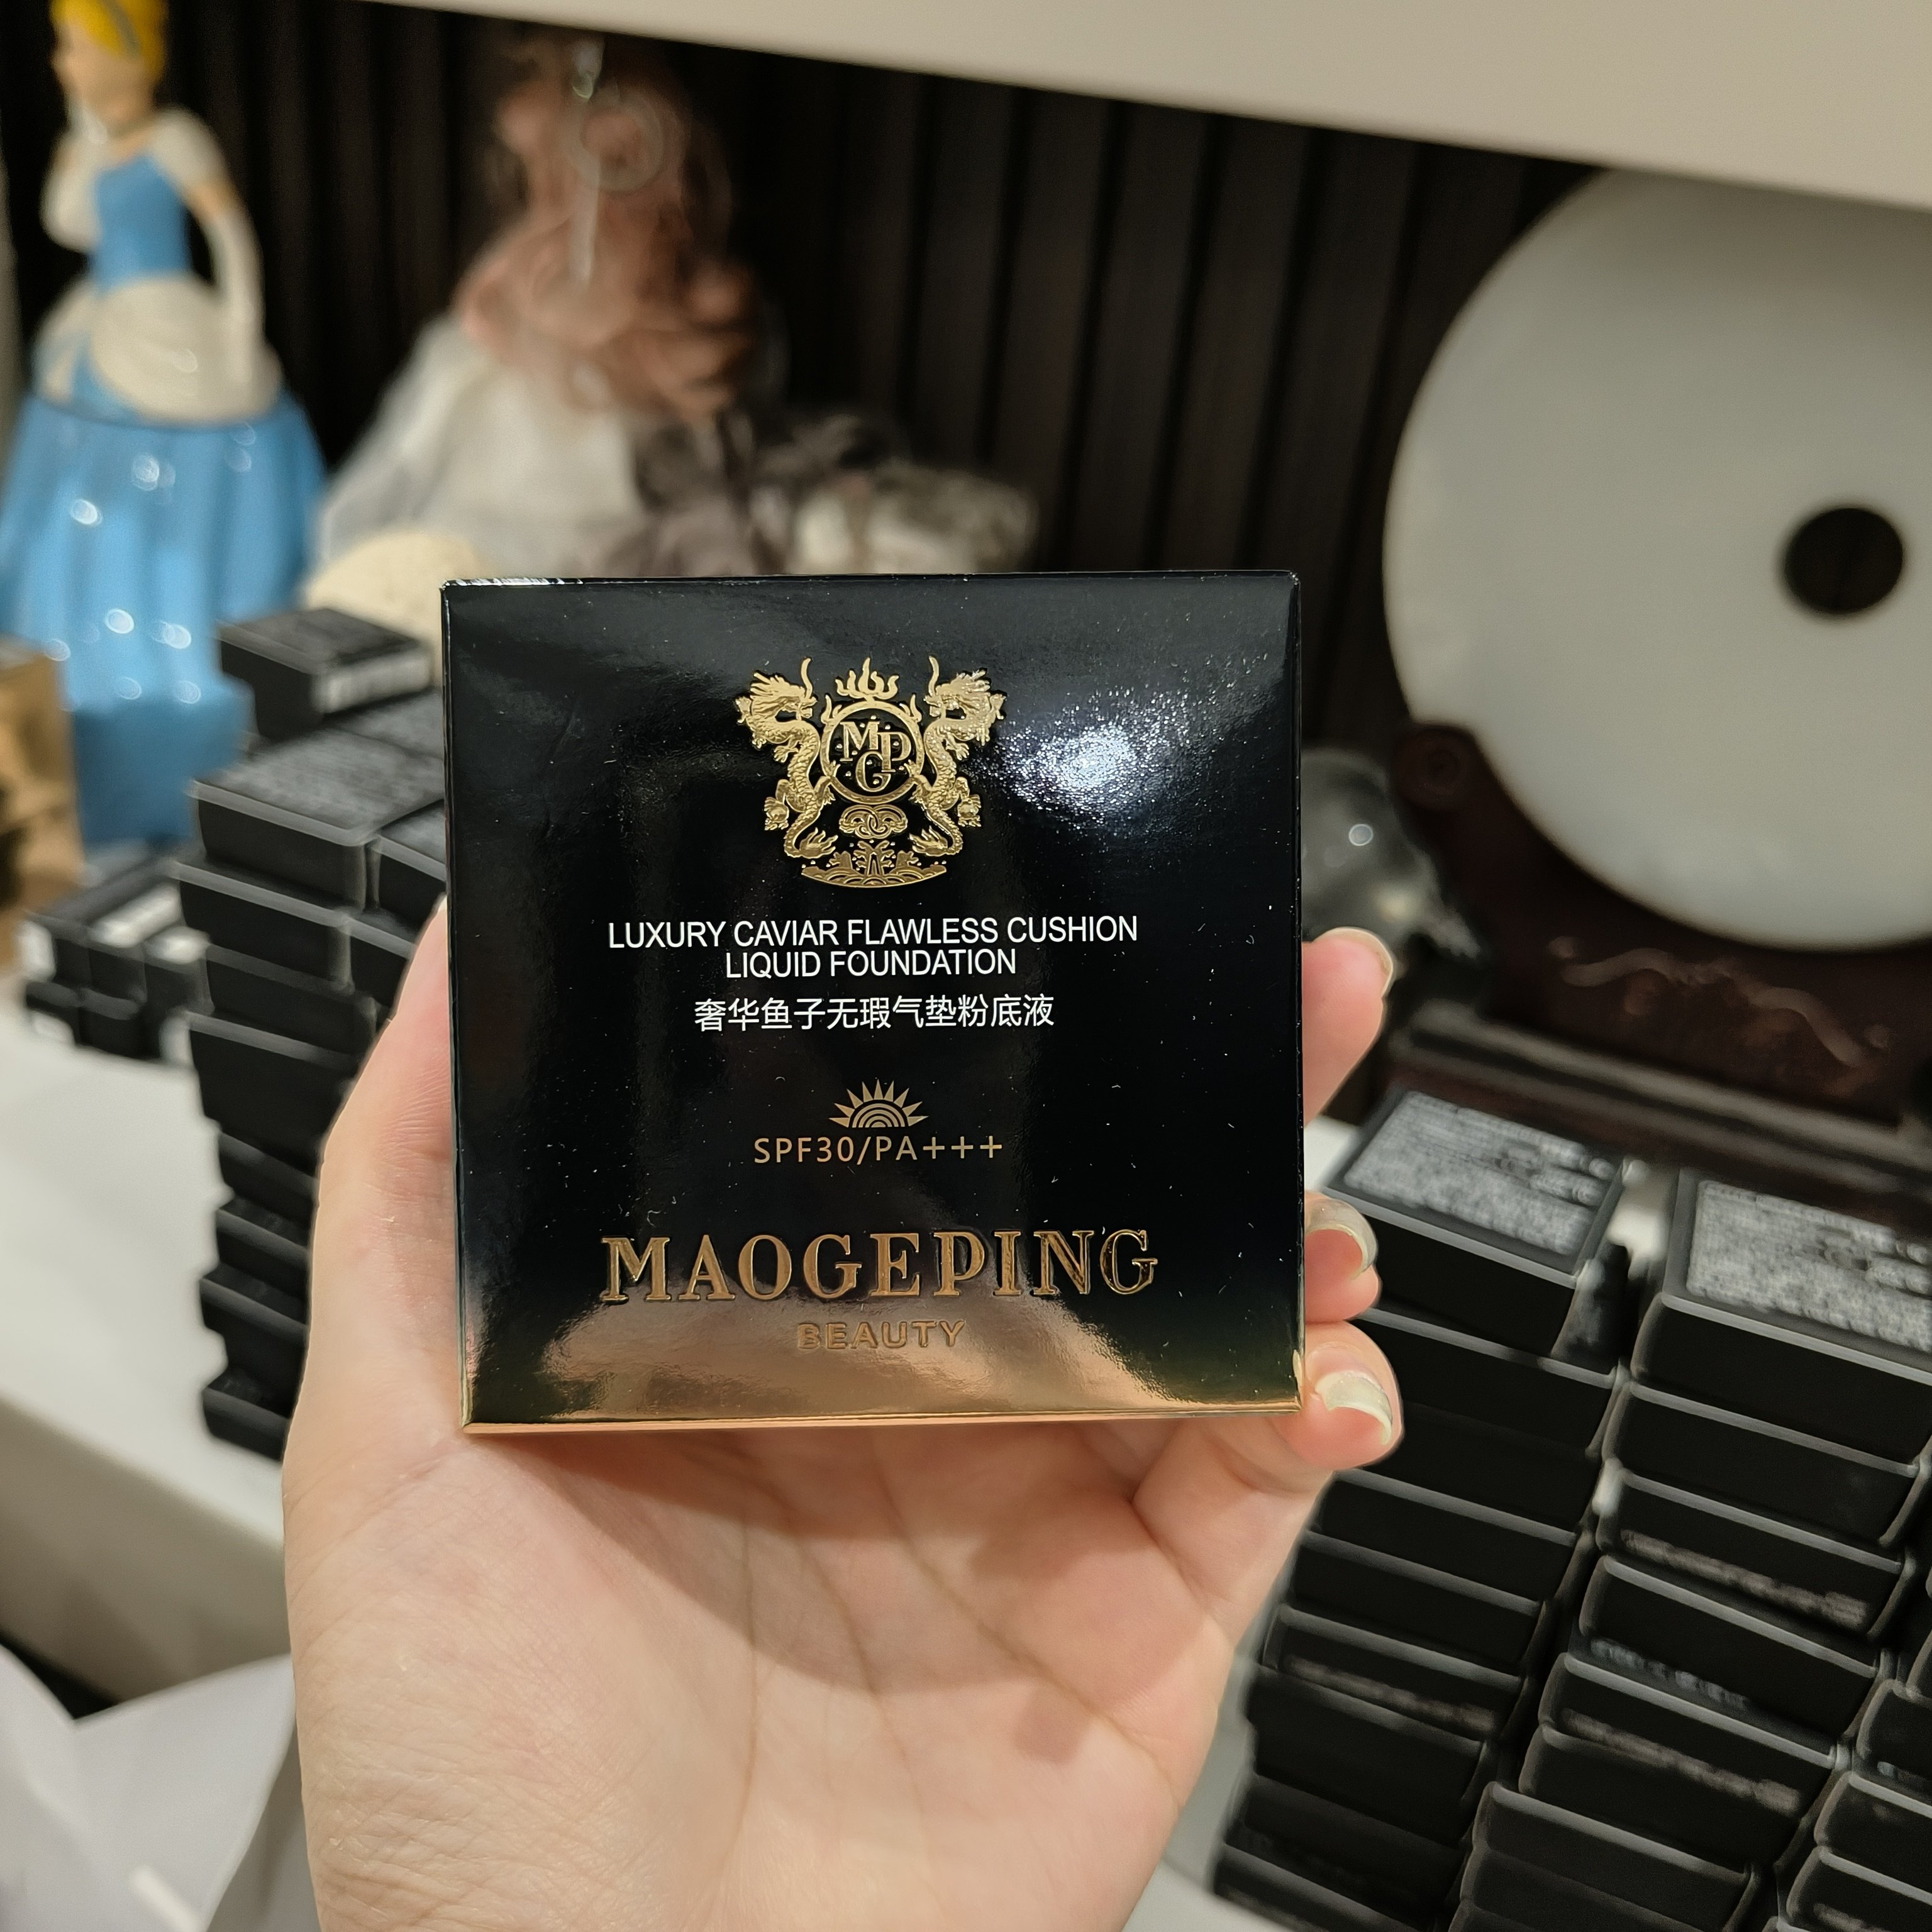 MGP
LUXURY CAVIAR FLAWLESS CUSHION
LIQUID FOUNDATION
奢华鱼子无瑕气垫粉底液
SPF30/PA+++
MAOGEPING
BEAUTY